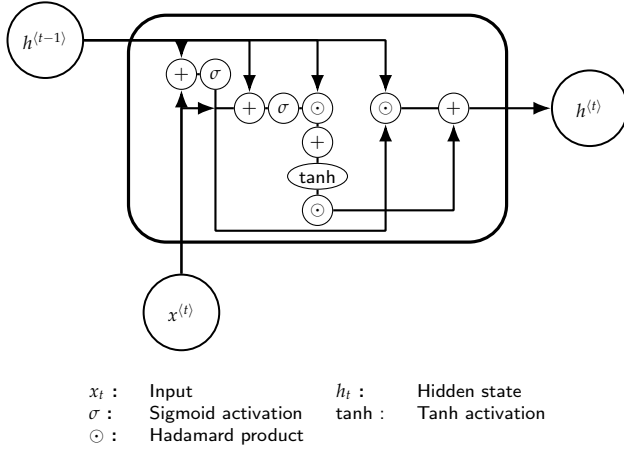 h⟨t−1⟩
+ σ
+ σ ⊙ ⊙ + h⟨t⟩
+
tanh
⊙
x⟨t⟩
xₜ : Input hₜ : Hidden state
σ : Sigmoid activation tanh : Tanh activation
⊙ : Hadamard product